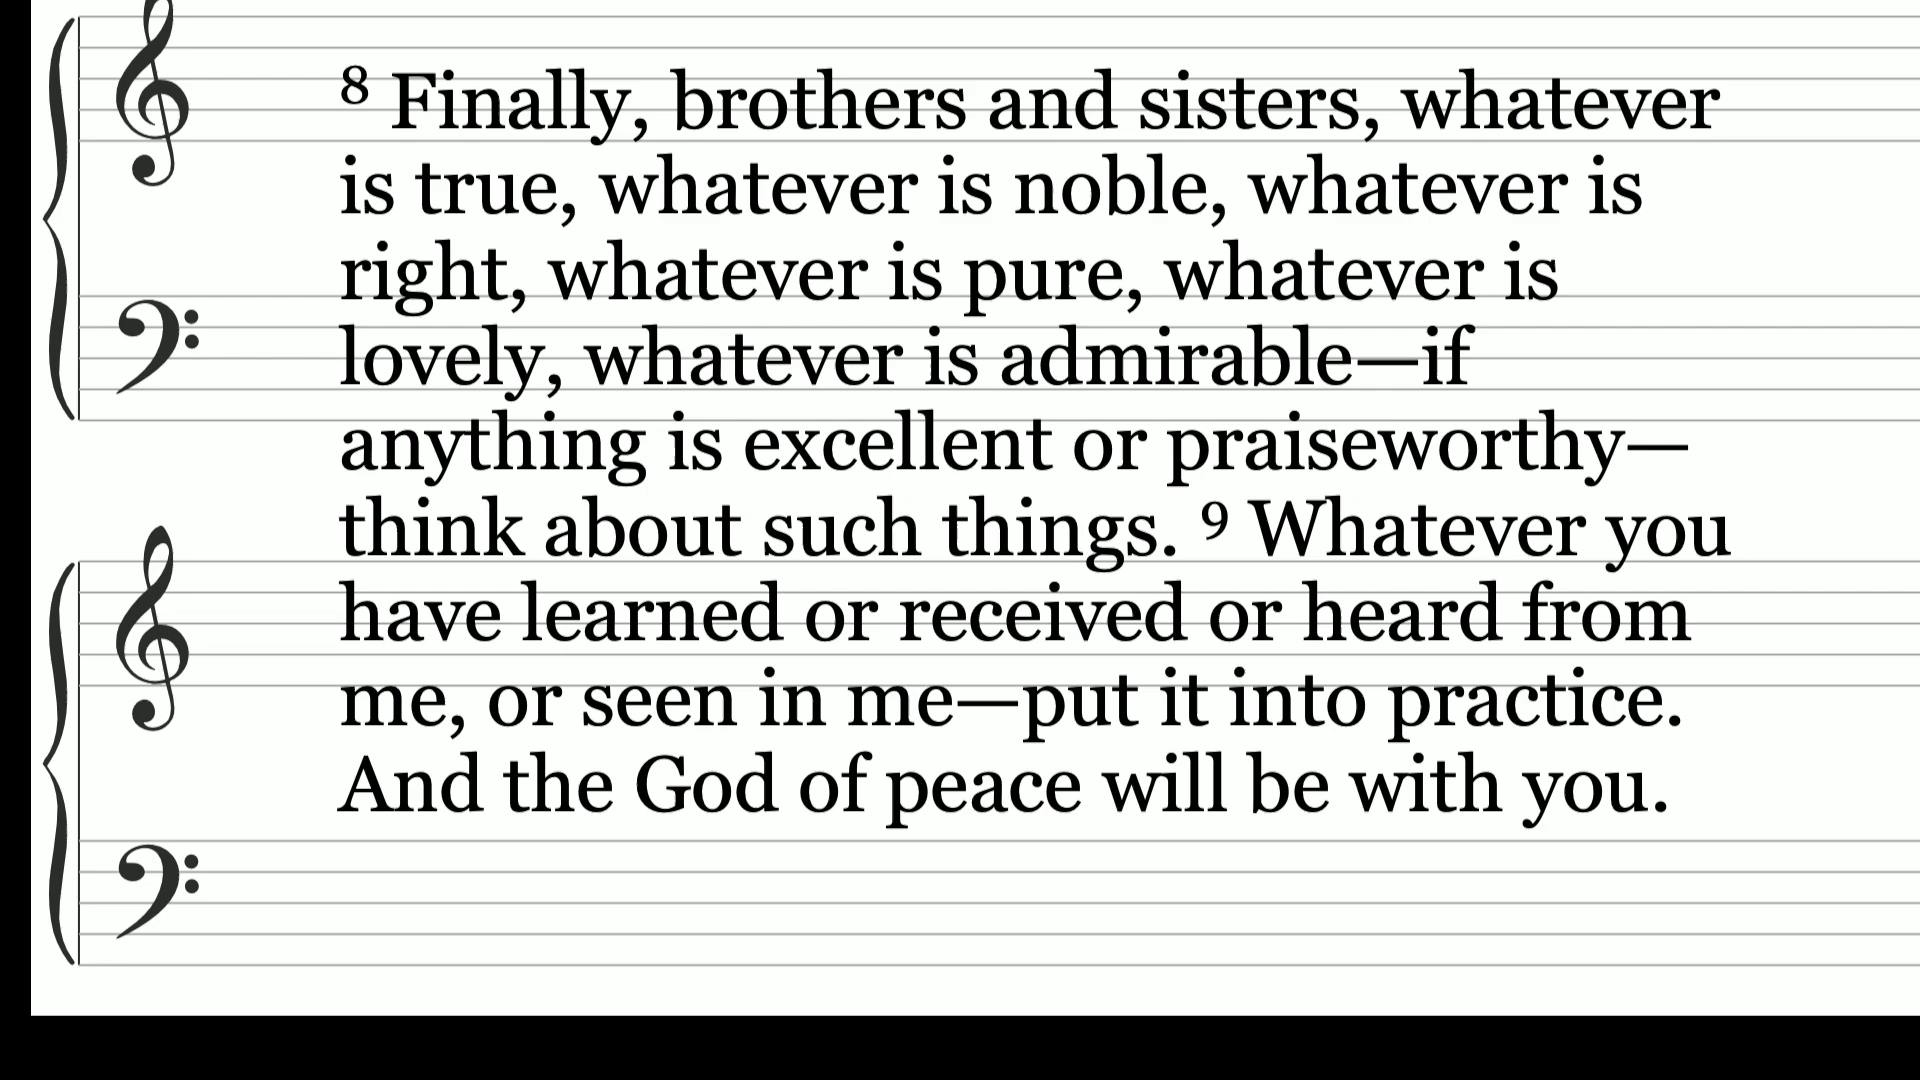 ⁸ Finally, brothers and sisters, whatever
is true, whatever is noble, whatever is
right, whatever is pure, whatever is
lovely, whatever is admirable—if
anything is excellent or praiseworthy—
think about such things. ⁹ Whatever you
have learned or received or heard from
me, or seen in me—put it into practice.
And the God of peace will be with you.